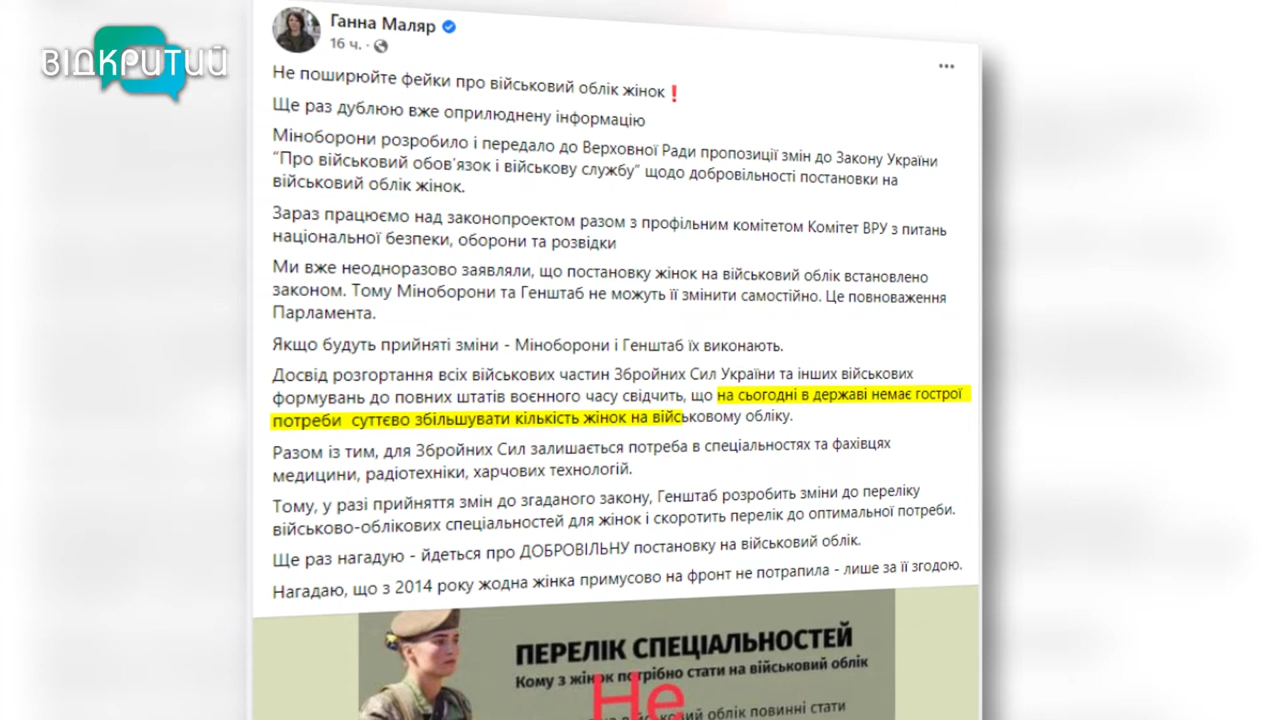 ВІДКРИТИЙ
Ганна Маляр
16 ч. ·
Не поширюйте фейки про військовий облік жінок❗
Ще раз дублюю вже оприлюднену інформацію
Міноборони розробило і передало до Верховної Ради пропозиції змін до Закону України
“Про військовий обов’язок і військову службу” щодо добровільності постановки на
військовий облік жінок.
Зараз працюємо над законопроектом разом з профільним комітетом Комітет ВРУ з питань
національної безпеки, оборони та розвідки
Ми вже неодноразово заявляли, що постановку жінок на військовий облік встановлено
законом. Тому Міноборони та Генштаб не можуть її змінити самостійно. Це повноваження
Парламента.
Якщо будуть прийняті зміни - Міноборони і Генштаб їх виконають.
Досвід розгортання всіх військових частин Збройних Сил України та інших військових
формувань до повних штатів воєнного часу свідчить, що на сьогодні в державі немає гострої
потреби суттєво збільшувати кількість жінок на військовому обліку.
Разом із тим, для Збройних Сил залишається потреба в спеціальностях та фахівцях
медицини, радіотехніки, харчових технологій.
Тому, у разі прийняття змін до згаданого закону, Генштаб розробить зміни до переліку
військово-облікових спеціальностей для жінок і скоротить перелік до оптимальної потреби.
Ще раз нагадую - йдеться про ДОБРОВІЛЬНУ постановку на військовий облік.
Нагадаю, що з 2014 року жодна жінка примусово на фронт не потрапила - лише за її згодою.
ПЕРЕЛІК СПЕЦІАЛЬНОСТЕЙ
Кому з жінок потрібно стати на військовий облік
Не
військовий облік повинні стати